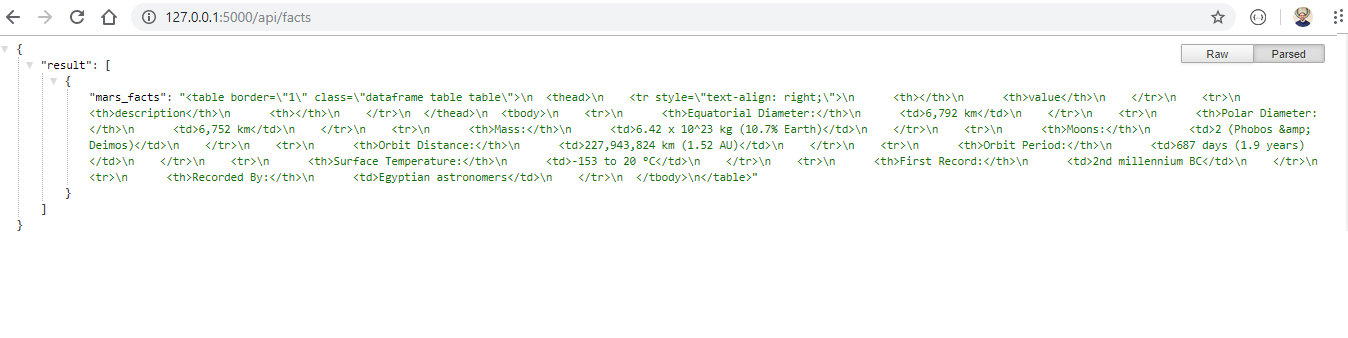 127.0.0.1:5000/api/facts
Raw Parsed
{
"result": [
{
"mars_facts": "<table border=\"1\" class=\"dataframe table table\">\n <thead>\n <tr style=\"text-align: right;\">\n <th></th>\n <th>value</th>\n </tr>\n <tr>\n
<th>description</th>\n <th></th>\n </tr>\n </thead>\n <tbody>\n <tr>\n <th>Equatorial Diameter:</th>\n <td>6,792 km</td>\n </tr>\n <tr>\n <th>Polar Diameter:
</th>\n <td>6,752 km</td>\n </tr>\n <tr>\n <th>Mass:</th>\n <td>6.42 x 10^23 kg (10.7% Earth)</td>\n </tr>\n <tr>\n <th>Moons:</th>\n <td>2 (Phobos &amp;
Deimos)</td>\n </tr>\n <tr>\n <th>Orbit Distance:</th>\n <td>227,943,824 km (1.52 AU)</td>\n </tr>\n <tr>\n <th>Orbit Period:</th>\n <td>687 days (1.9 years)
</td>\n </tr>\n <tr>\n <th>Surface Temperature:</th>\n <td>-153 to 20 °C</td>\n </tr>\n <tr>\n <th>First Record:</th>\n <td>2nd millennium BC</td>\n </tr>\n
<tr>\n <th>Recorded By:</th>\n <td>Egyptian astronomers</td>\n </tr>\n </tbody>\n</table>"
}
]
}